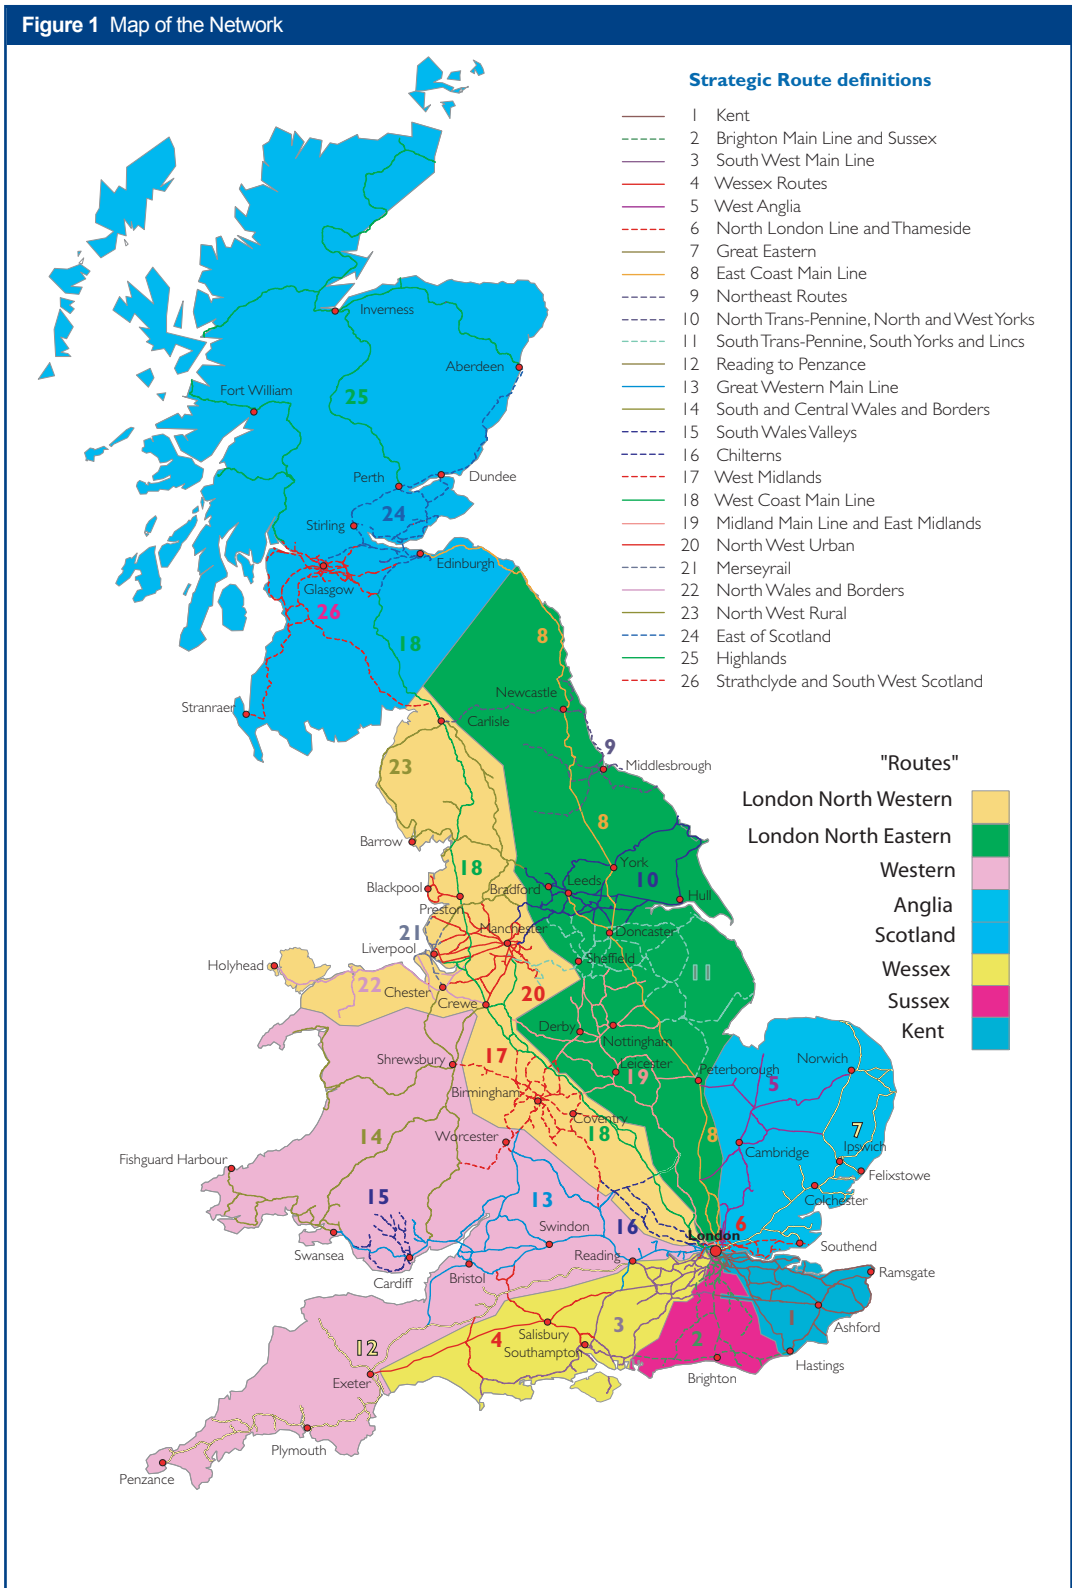 Figure 1 Map of the Network
Strategic Route definitions
1 Kent
2 Brighton Main Line and Sussex
3 South West Main Line
4 Wessex Routes
5 West Anglia
6 North London Line and Thameside
7 Great Eastern
8 East Coast Main Line
9 Northeast Routes
10 North Trans-Pennine, North and West Yorks
11 South Trans-Pennine, South Yorks and Lincs
12 Reading to Penzance
13 Great Western Main Line
14 South and Central Wales and Borders
15 South Wales Valleys
16 Chilterns
17 West Midlands
18 West Coast Main Line
19 Midland Main Line and East Midlands
20 North West Urban
21 Merseyrail
22 North Wales and Borders
23 North West Rural
24 East of Scotland
25 Highlands
26 Strathclyde and South West Scotland
Inverness
Aberdeen
Fort William
25
Perth
Dundee
24
Stirling
Edinburgh
Glasgow
26
18
8
Newcastle
Stranraer
Carlisle
9
Middlesbrough
23
8
Barrow
York
18
Leeds
10
Blackpool
Bradford
Hull
Preston
21
Manchester
Doncaster
Liverpool
Sheffield
Holyhead
11
22
Chester
20
Crewe
Derby
Nottingham
17
Shrewsbury
Leicester
19
Peterborough
Norwich
5
Birmingham
Coventry
18
8
7
14
Worcester
Cambridge
Ipswich
Fishguard Harbour
Felixstowe
15
13
Colchester
16
6
Swindon
London
Swansea
Reading
Southend
Cardiff
Bristol
Ramsgate
1
Ashford
12
4
Salisbury
3
2
Southampton
Exeter
Hastings
Brighton
Plymouth
Penzance
"Routes"
London North Western
London North Eastern
Western
Anglia
Scotland
Wessex
Sussex
Kent